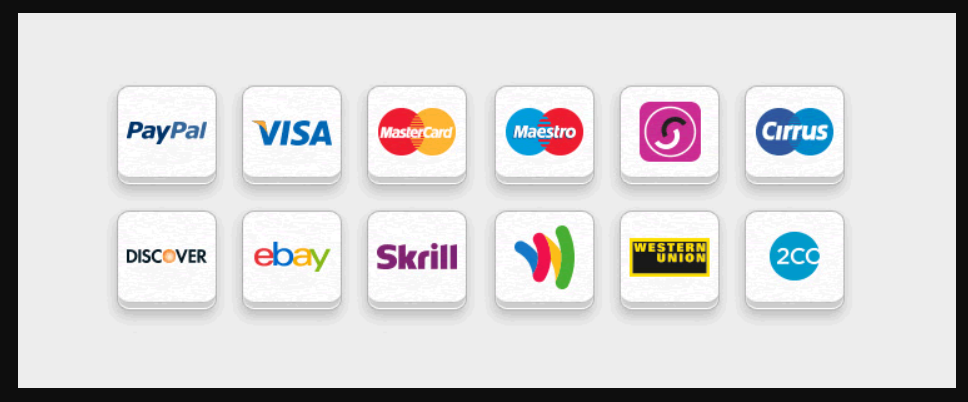 PayPal
VISA
MasterCard
Maestro
Cirrus
DISCOVER
ebay
Skrill
WESTERN
UNION
2CO